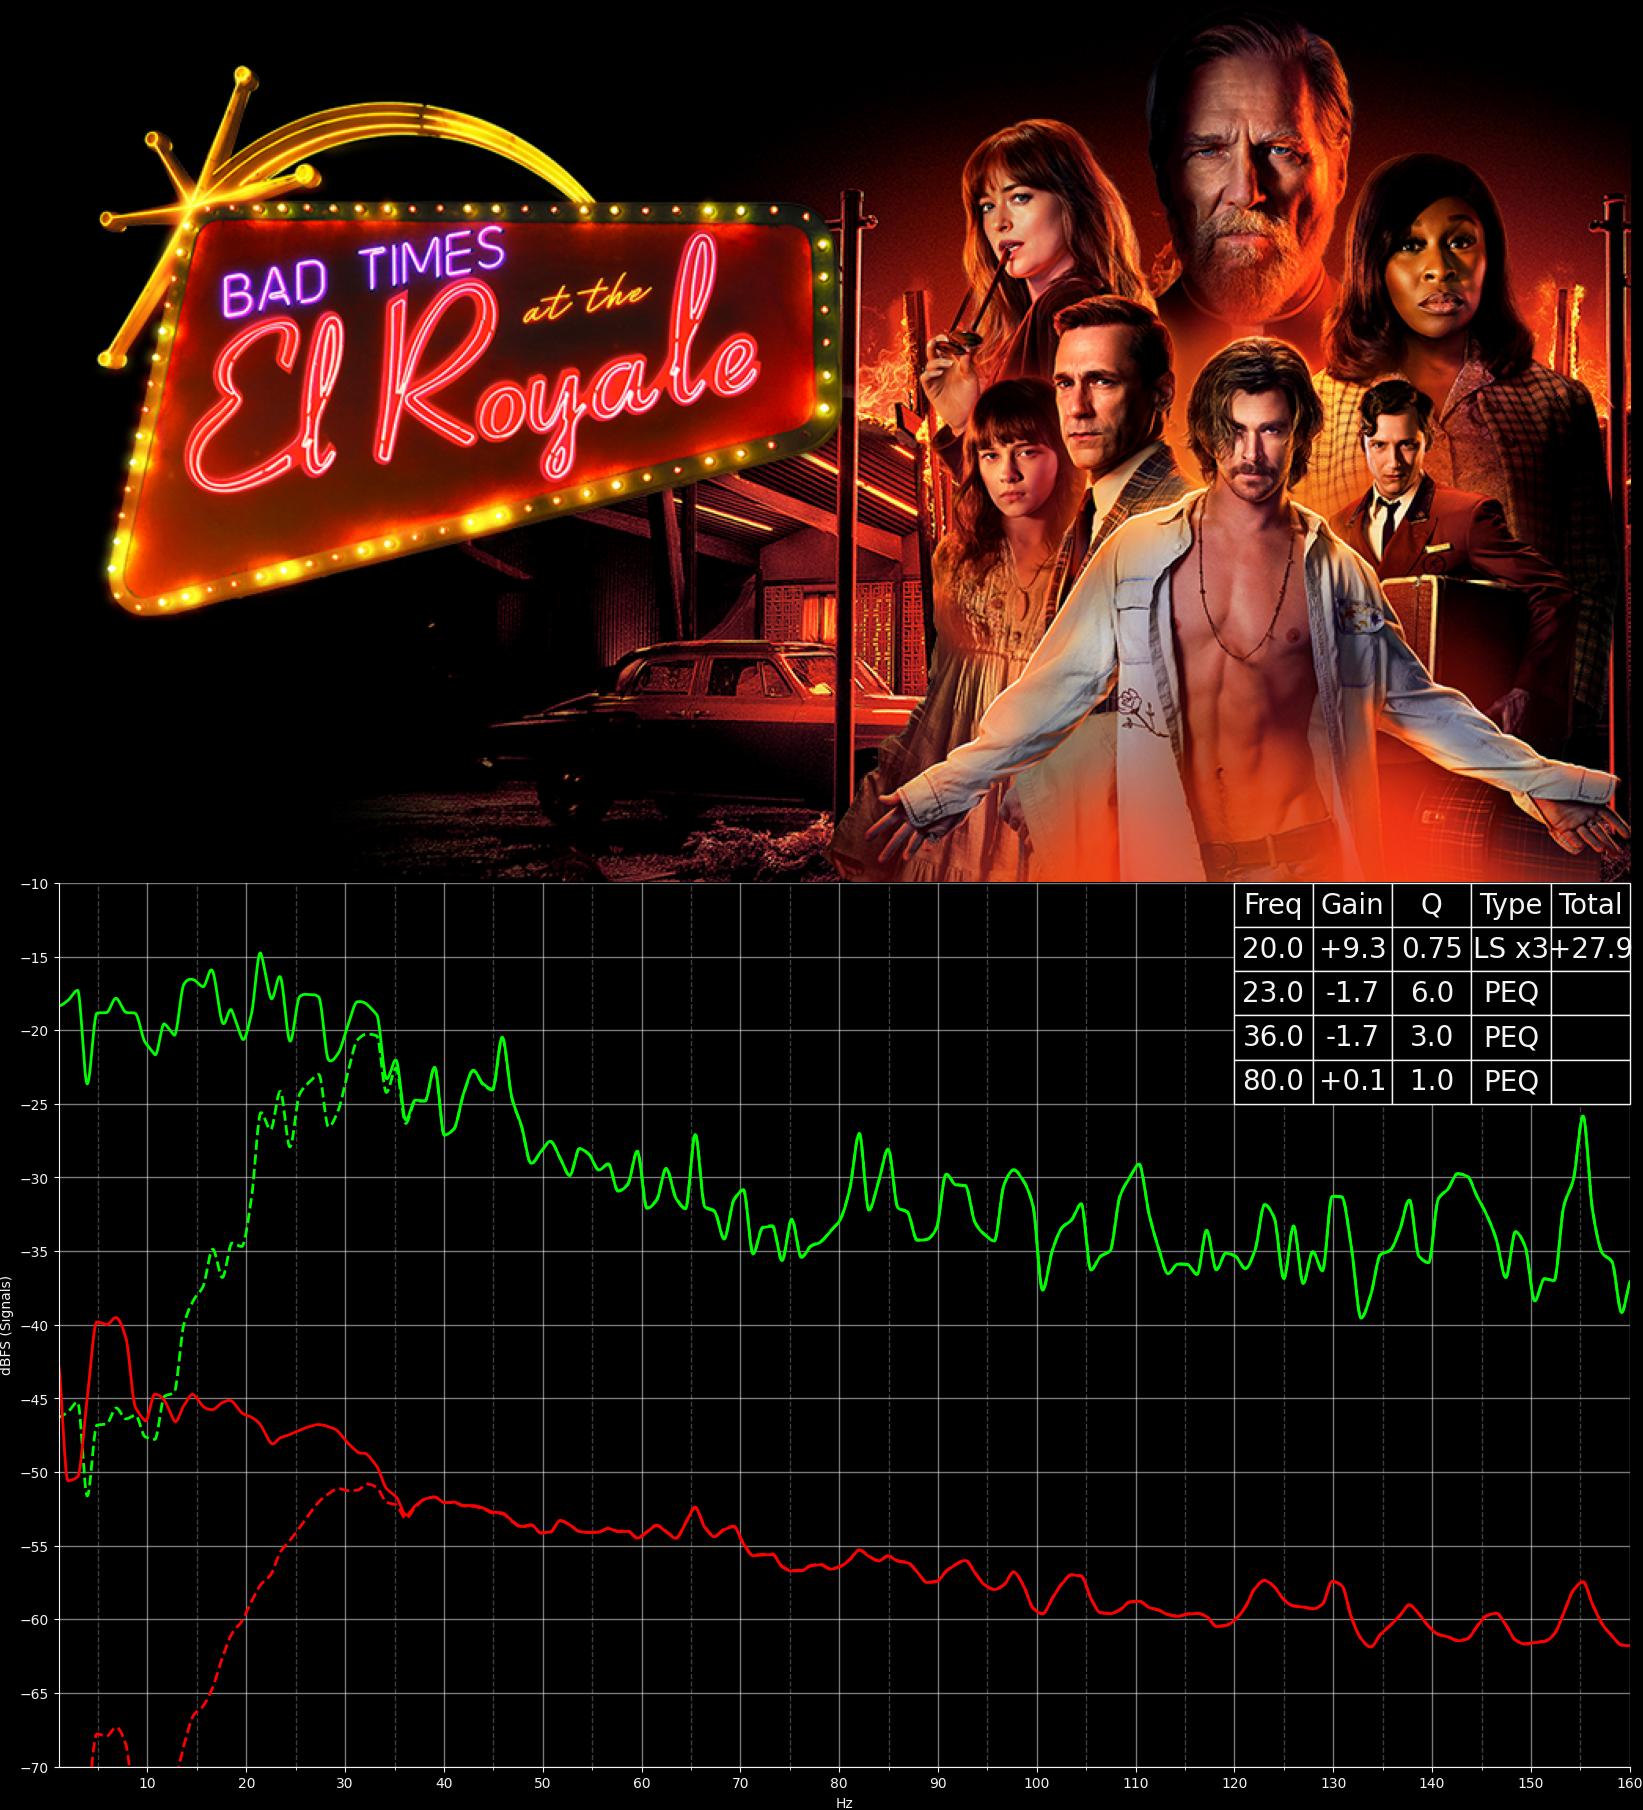 BAD TIMES
at the
El Royale
Freq Gain Q Type Total
20.0 +9.3 0.75 LS x3 +27.9
23.0 -1.7 6.0 PEQ
36.0 -1.7 3.0 PEQ
80.0 +0.1 1.0 PEQ
−10
−15
−20
−25
−30
−35
−40
−45
−50
−55
−60
−65
−70
dBFS (Signals)
10 20 30 40 50 60 70 80 90 100 110 120 130 140 150 160
Hz